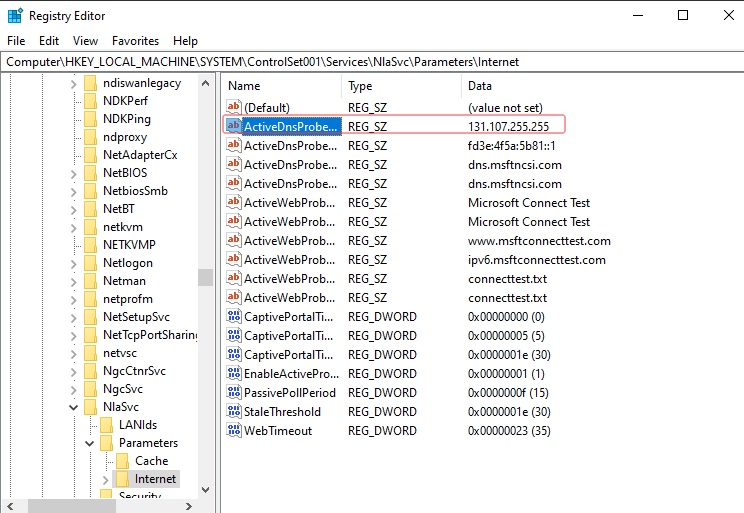 Registry Editor
File Edit View Favorites Help
Computer\HKEY_LOCAL_MACHINE\SYSTEM\ControlSet001\Services\NlaSvc\Parameters\Internet
ndiswanlegacy
NDKPerf
NDKPing
ndproxy
NetAdapterCx
NetBIOS
NetbiosSmb
NetBT
netkvm
NETKVMP
Netlogon
Netman
netprofm
NetSetupSvc
NetTcpPortSharing
netvsc
NgcCtnrSvc
NgcSvc
NlaSvc
LANIds
Parameters
Cache
Internet
Security
Name Type Data
(Default) REG_SZ (value not set)
ActiveDnsProbe... REG_SZ 131.107.255.255
ActiveDnsProbe... REG_SZ fd3e:4f5a:5b81::1
ActiveDnsProbe... REG_SZ dns.msftncsi.com
ActiveDnsProbe... REG_SZ dns.msftncsi.com
ActiveWebProb... REG_SZ Microsoft Connect Test
ActiveWebProb... REG_SZ Microsoft Connect Test
ActiveWebProb... REG_SZ www.msftconnecttest.com
ActiveWebProb... REG_SZ ipv6.msftconnecttest.com
ActiveWebProb... REG_SZ connecttest.txt
ActiveWebProb... REG_SZ connecttest.txt
CaptivePortalTi... REG_DWORD 0x00000000 (0)
CaptivePortalTi... REG_DWORD 0x00000005 (5)
CaptivePortalTi... REG_DWORD 0x0000001e (30)
EnableActivePro... REG_DWORD 0x00000001 (1)
PassivePollPeriod REG_DWORD 0x0000000f (15)
StaleThreshold REG_DWORD 0x0000001e (30)
WebTimeout REG_DWORD 0x00000023 (35)